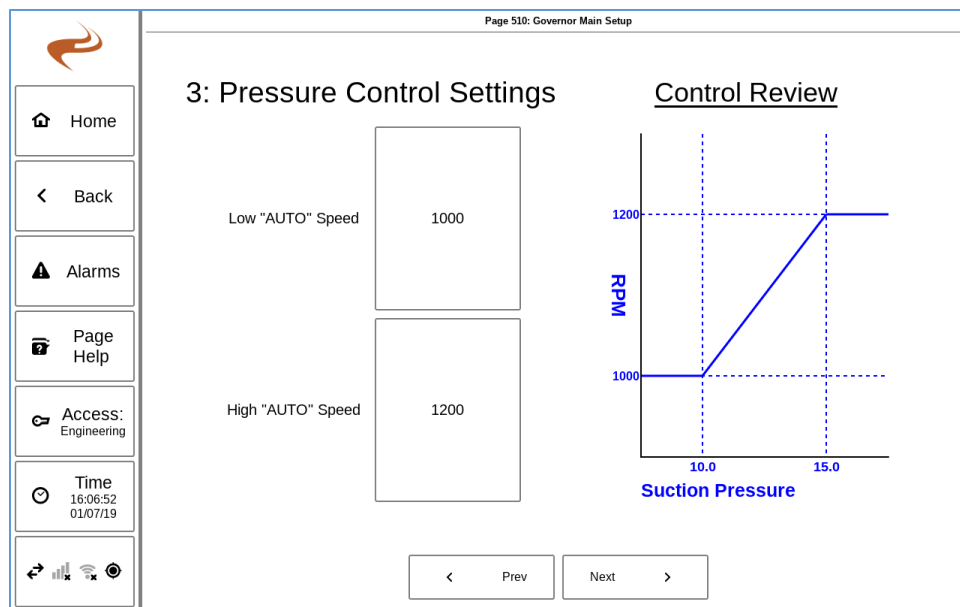 Page 510: Governor Main Setup
Home
Back
Alarms
Page
Help
Access:
Engineering
Time
16:06:52
01/07/19
3: Pressure Control Settings
Low "AUTO" Speed
1000
High "AUTO" Speed
1200
Control Review
1200
RPM
1000
10.0
15.0
Suction Pressure
Prev
Next